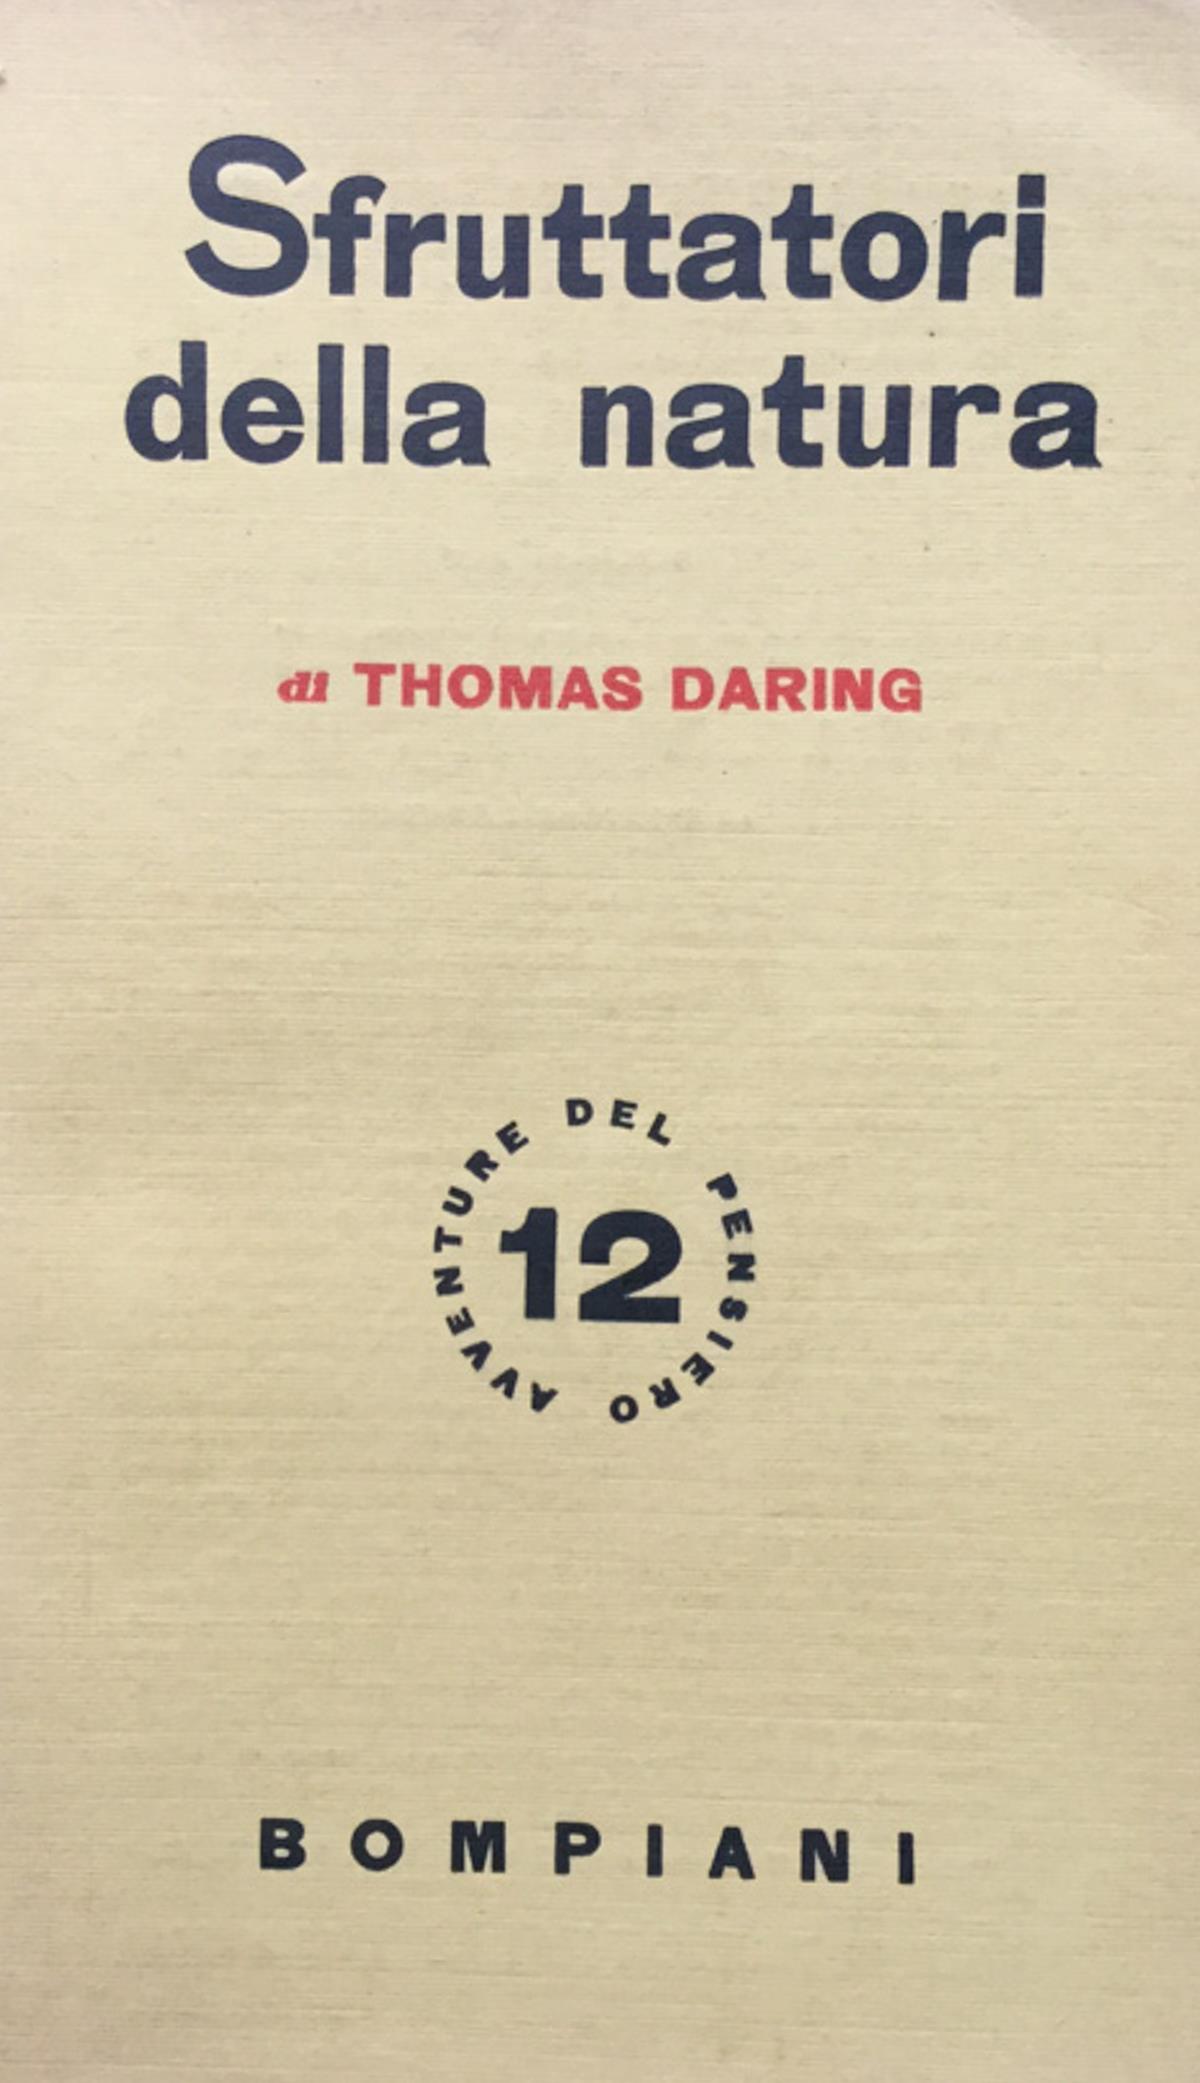 Sfruttatori
della natura
di THOMAS DARING
AVVENTURE DEL PENSIERO
12
BOMPIANI